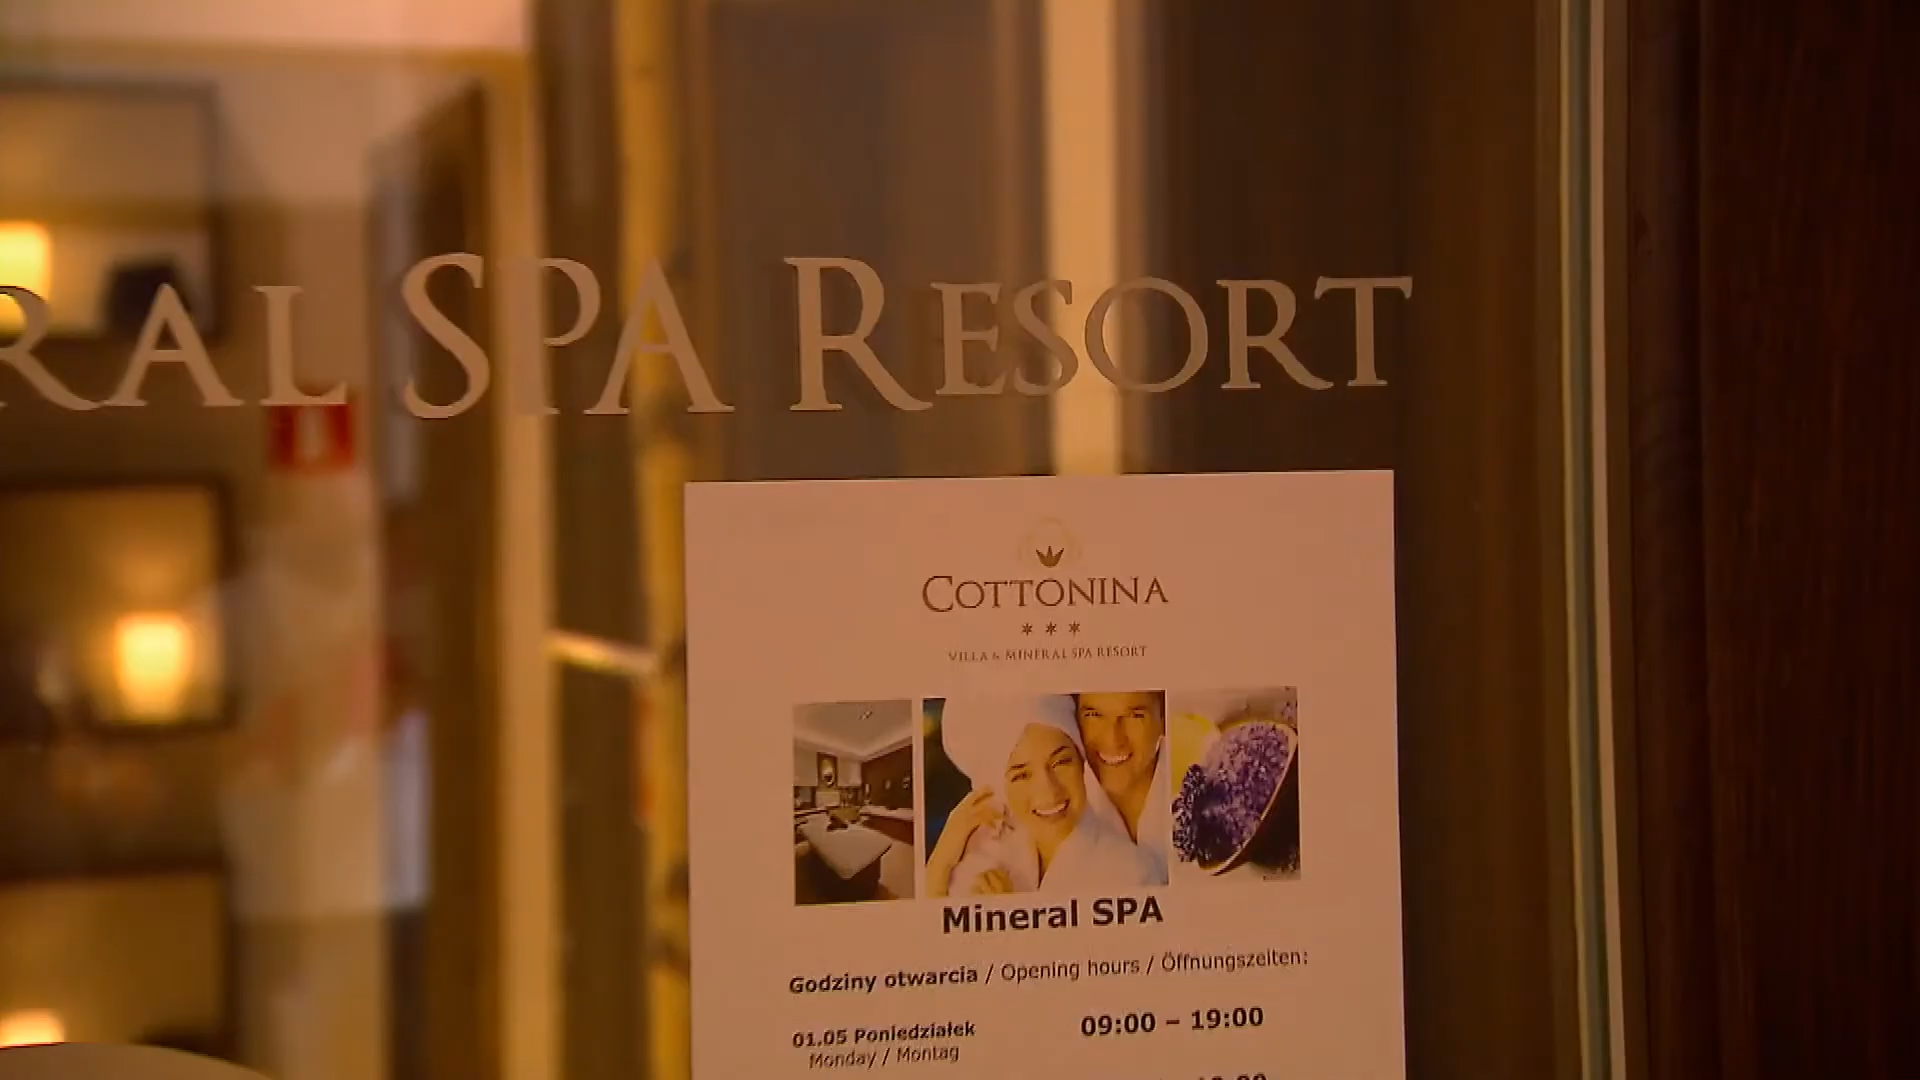 RAL SPA RESORT
COTTONINA
***
VILLA & MINERAL SPA RESORT
Mineral SPA
Godziny otwarcia / Opening hours / Öffnungszeiten:
01.05 Poniedziałek 09:00 – 19:00
Monday / Montag